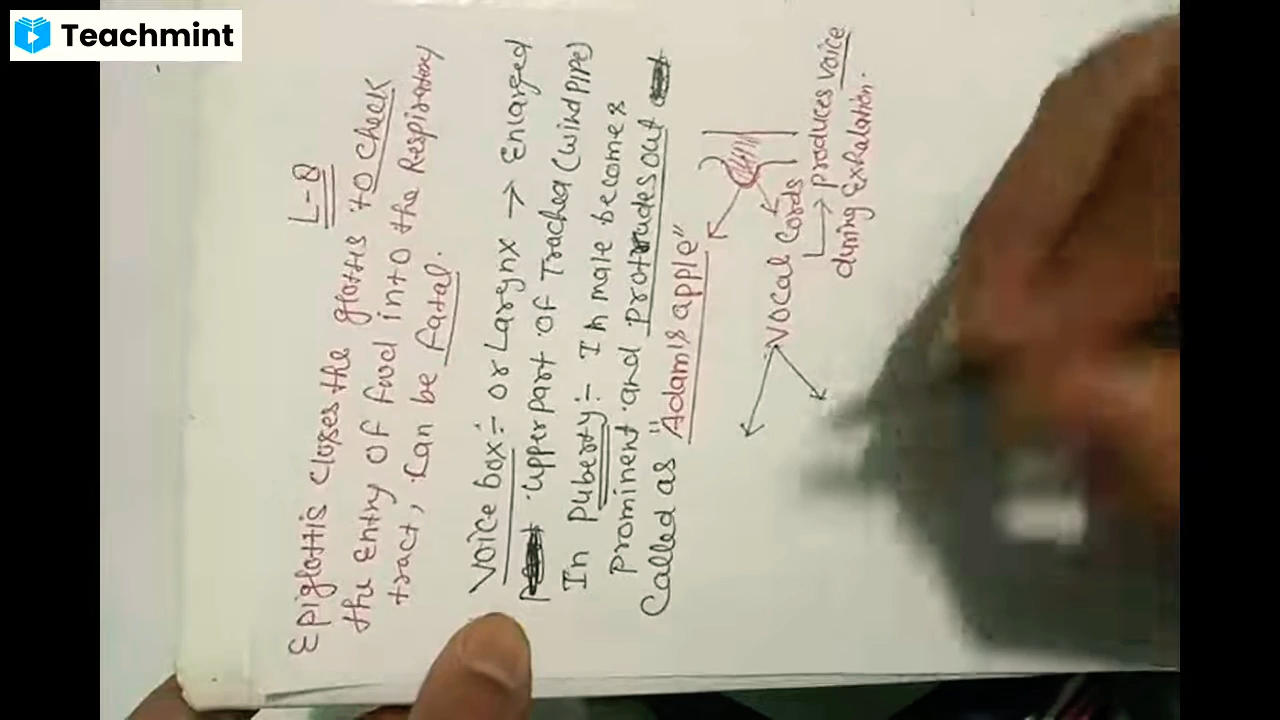 Teachmint
L-8
Epiglottis closes the glottis to check
the entry of food into the Respiratory
tract, can be fatal.
Voice box:- or Larynx → Enlarged
upper part of Trachea (wind pipe)
In puberty:- In male becomes
Prominent and protrudes out
Called as "Adam's apple"
Vocal Cords
produces voice
during Exhalation.